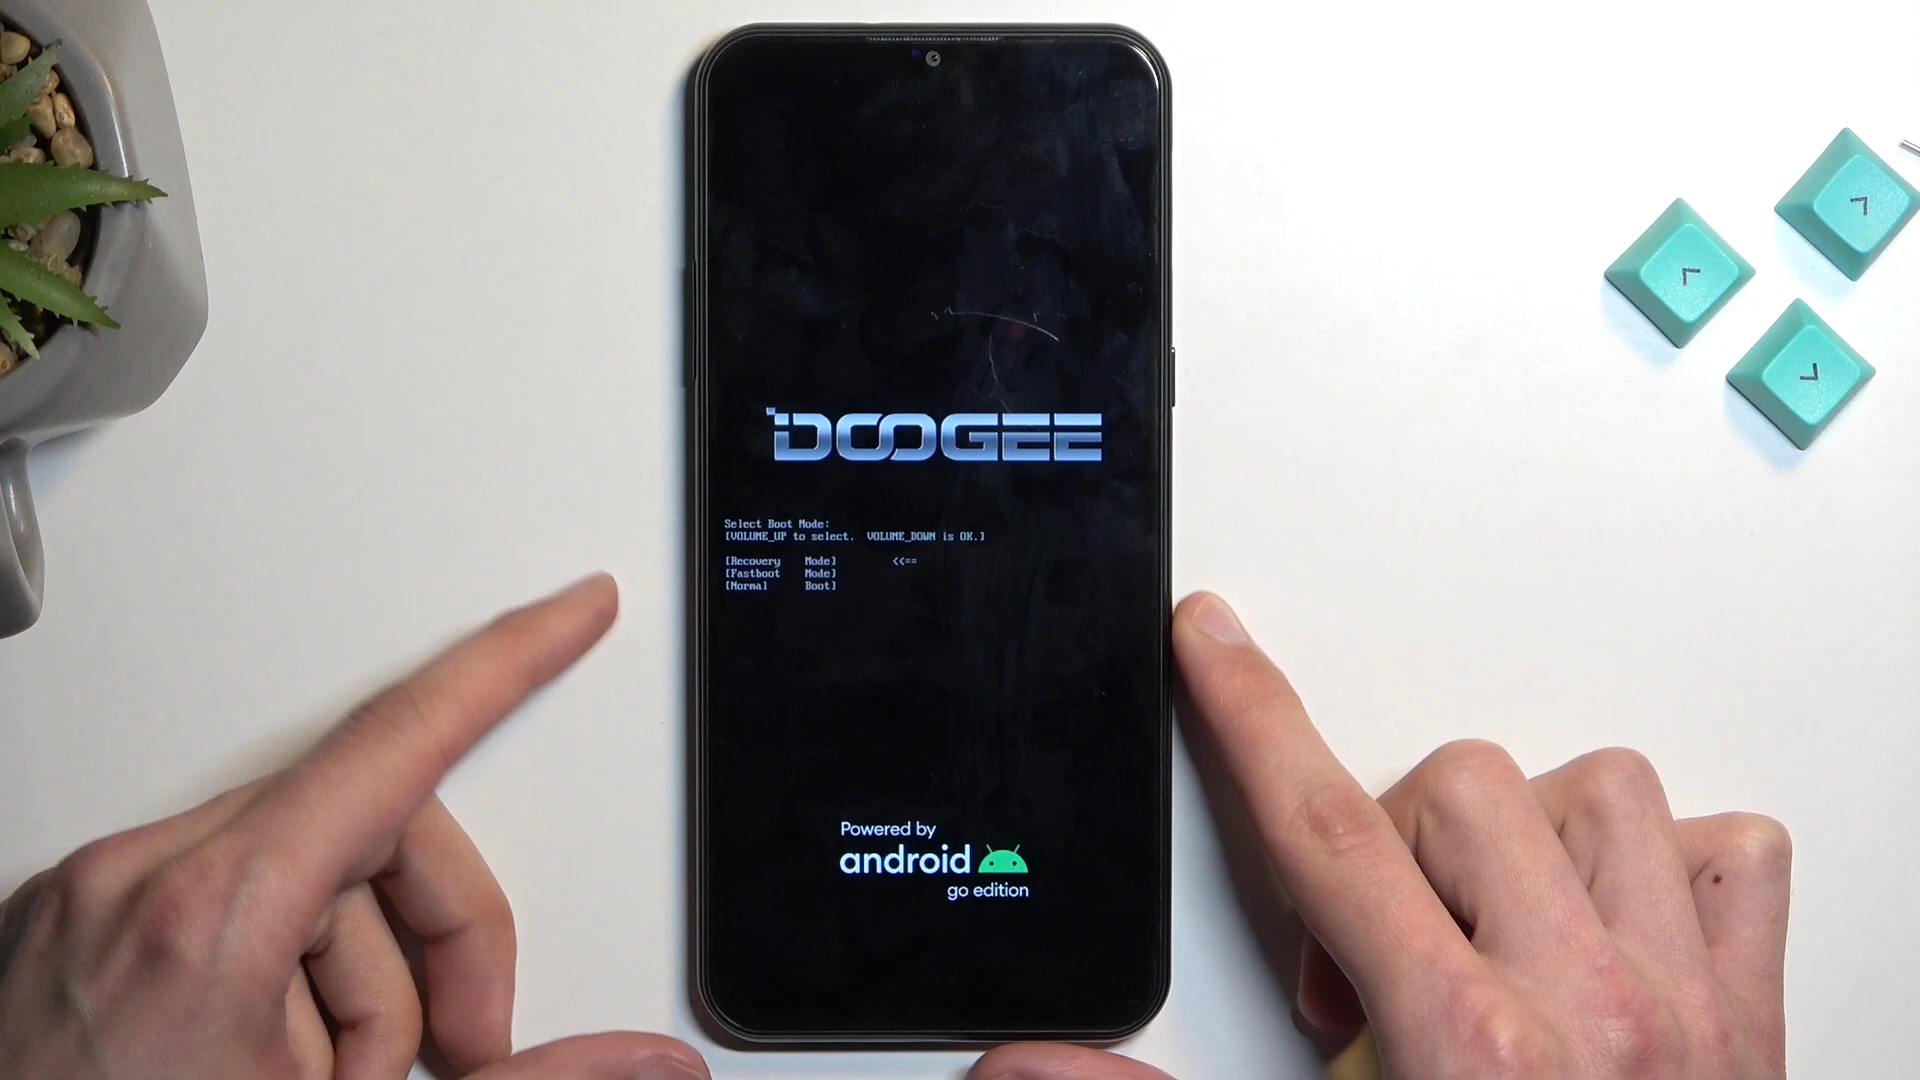 DOOGEE
Select Boot Mode:
[VOLUME_UP to select.  VOLUME_DOWN is OK.]
[Recovery    Mode]         <<==
[Fastboot    Mode]
[Normal      Boot]
Powered by
android
go edition